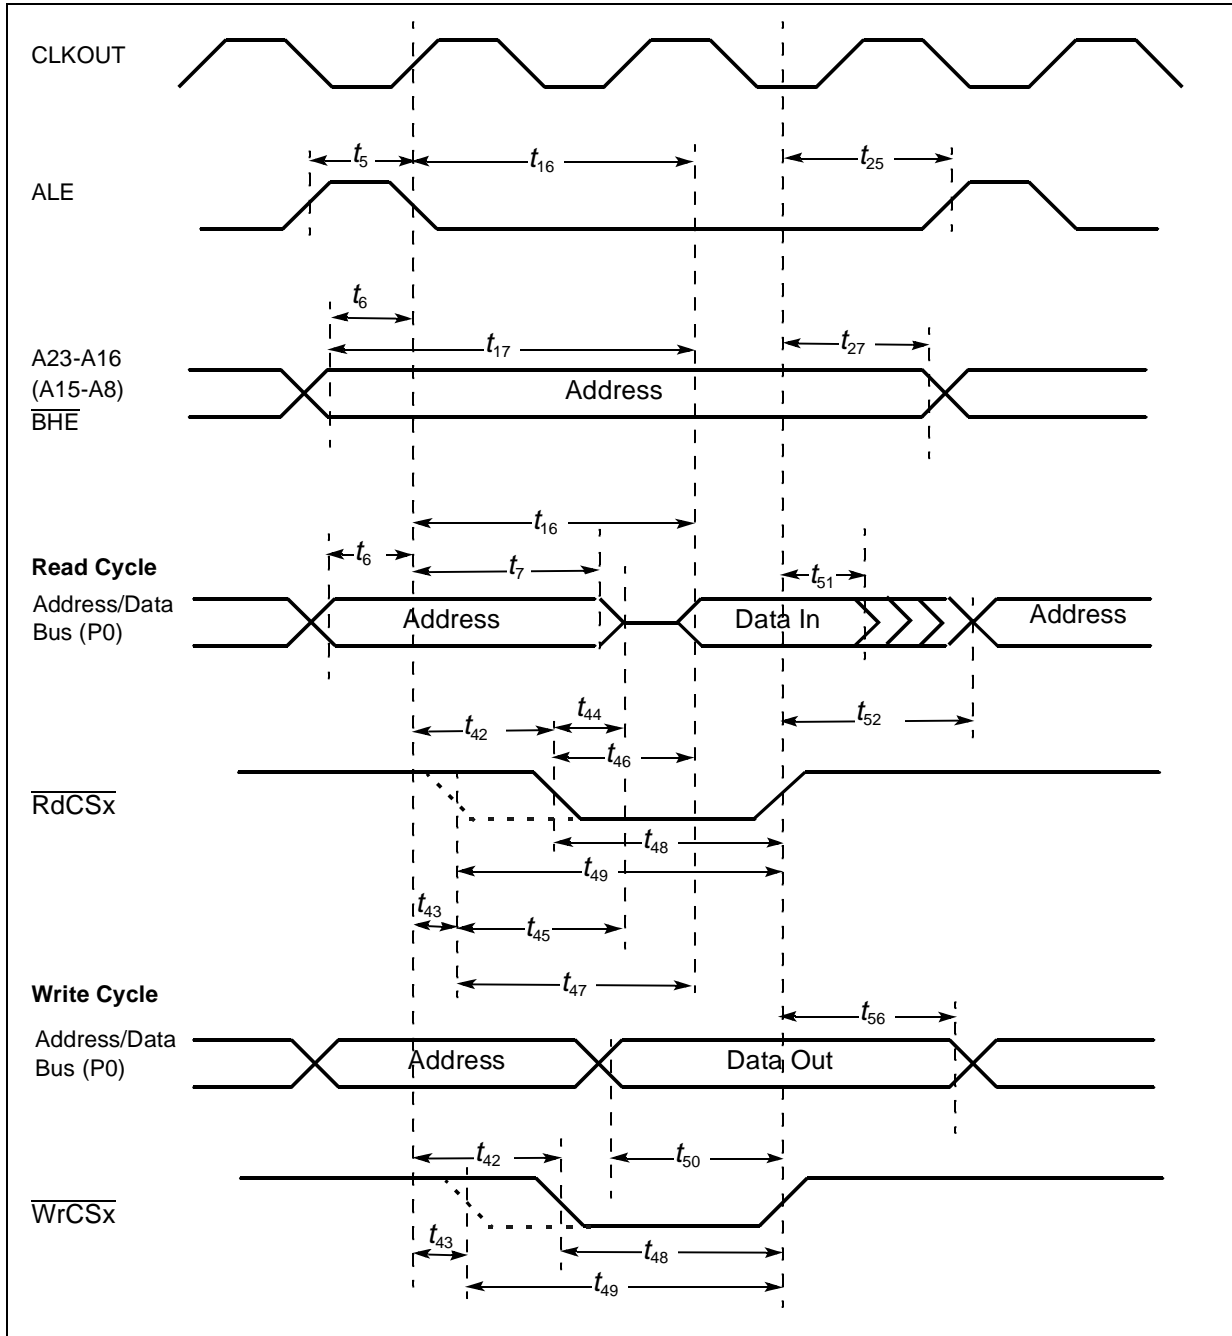 CLKOUT
t5
t16
t25
ALE
t6
t17
t27
A23-A16
(A15-A8)
BHE
Address
t16
t6
t7
t51
Read Cycle
Address/Data
Bus (P0)
Address
Data In
Address
t42
t44
t52
t46
RdCSx
t48
t49
t43
t45
t47
Write Cycle
t56
Address/Data
Bus (P0)
Address
Data Out
t42
t50
WrCSx
t43
t48
t49